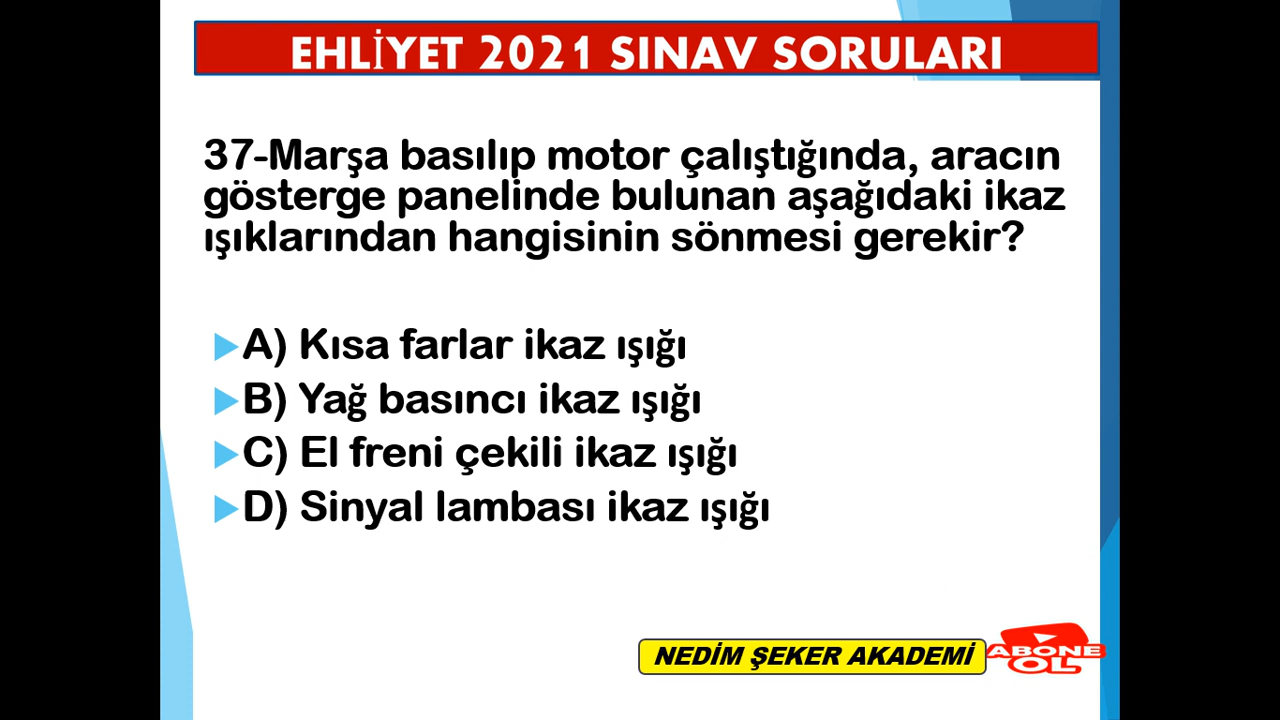 EHLİYET 2021 SINAV SORULARI
37-Marşa basılıp motor çalıştığında, aracın
gösterge panelinde bulunan aşağıdaki ikaz
ışıklarından hangisinin sönmesi gerekir?
A) Kısa farlar ikaz ışığı
B) Yağ basıncı ikaz ışığı
C) El freni çekili ikaz ışığı
D) Sinyal lambası ikaz ışığı
NEDİM ŞEKER AKADEMİ
ABONE
OL